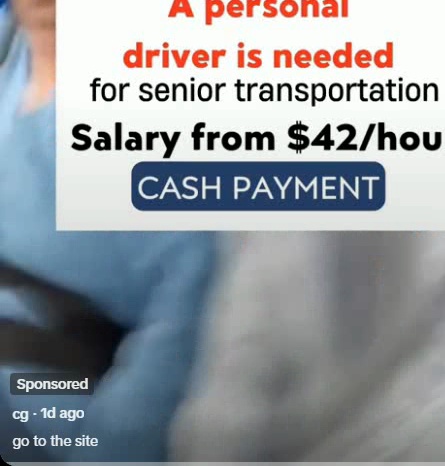 A personal
driver is needed
for senior transportation
Salary from $42/hou
CASH PAYMENT
Sponsored
cg · 1d ago
go to the site